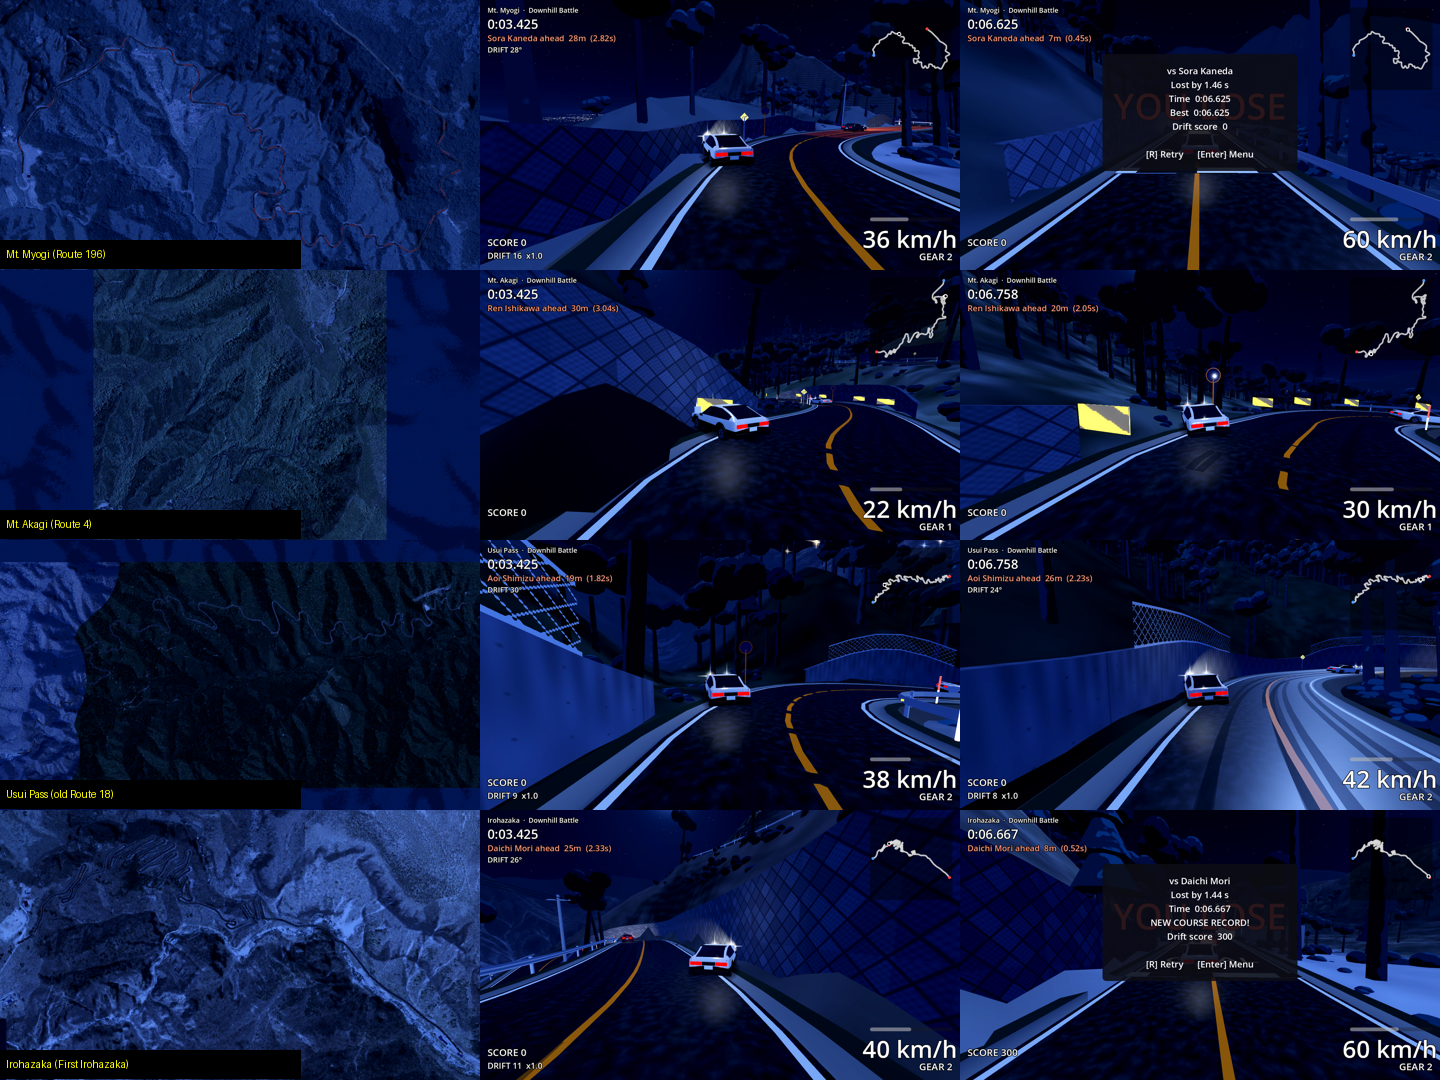 Mt. Myogi (Route 196)
Mt. Myogi · Downhill Battle
0:03.425
Sora Kaneda ahead 28m (2.82s)
DRIFT 28°
SCORE 0
DRIFT 16 x1.0
36 km/h
GEAR 2
Mt. Myogi · Downhill Battle
0:06.625
Sora Kaneda ahead 7m (0.45s)
YOU LOSE
vs Sora Kaneda
Lost by 1.46 s
Time 0:06.625
Best 0:06.625
Drift score 0
[R] Retry [Enter] Menu
SCORE 0
60 km/h
GEAR 2
Mt. Akagi (Route 4)
Mt. Akagi · Downhill Battle
0:03.425
Ren Ishikawa ahead 30m (3.04s)
SCORE 0
22 km/h
GEAR 1
Mt. Akagi · Downhill Battle
0:06.758
Ren Ishikawa ahead 20m (2.05s)
SCORE 0
30 km/h
GEAR 1
Usui Pass (old Route 18)
Usui Pass · Downhill Battle
0:03.425
Aoi Shimizu ahead 19m (1.82s)
DRIFT 30°
SCORE 0
DRIFT 9 x1.0
38 km/h
GEAR 2
Usui Pass · Downhill Battle
0:06.758
Aoi Shimizu ahead 26m (2.23s)
DRIFT 24°
SCORE 0
DRIFT 8 x1.0
42 km/h
GEAR 2
Irohazaka (First Irohazaka)
Irohazaka · Downhill Battle
0:03.425
Daichi Mori ahead 25m (2.33s)
DRIFT 26°
SCORE 0
DRIFT 11 x1.0
40 km/h
GEAR 2
Irohazaka · Downhill Battle
0:06.667
Daichi Mori ahead 8m (0.52s)
YOU LOSE
vs Daichi Mori
Lost by 1.44 s
Time 0:06.667
NEW COURSE RECORD!
Drift score 300
[R] Retry [Enter] Menu
SCORE 300
60 km/h
GEAR 2